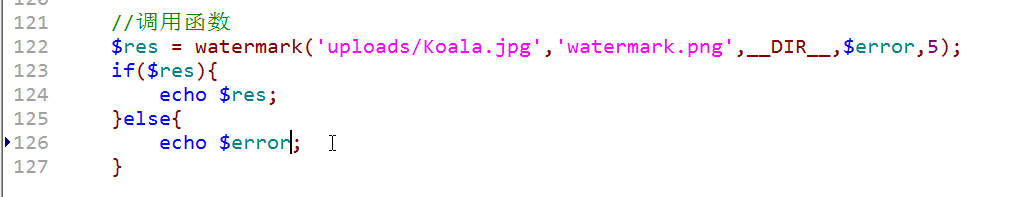 121 //调用函数
122 $res = watermark('uploads/Koala.jpg','watermark.png',__DIR__,$error,5);
123 if($res){
124 echo $res;
125 }else{
126 echo $error;
127 }